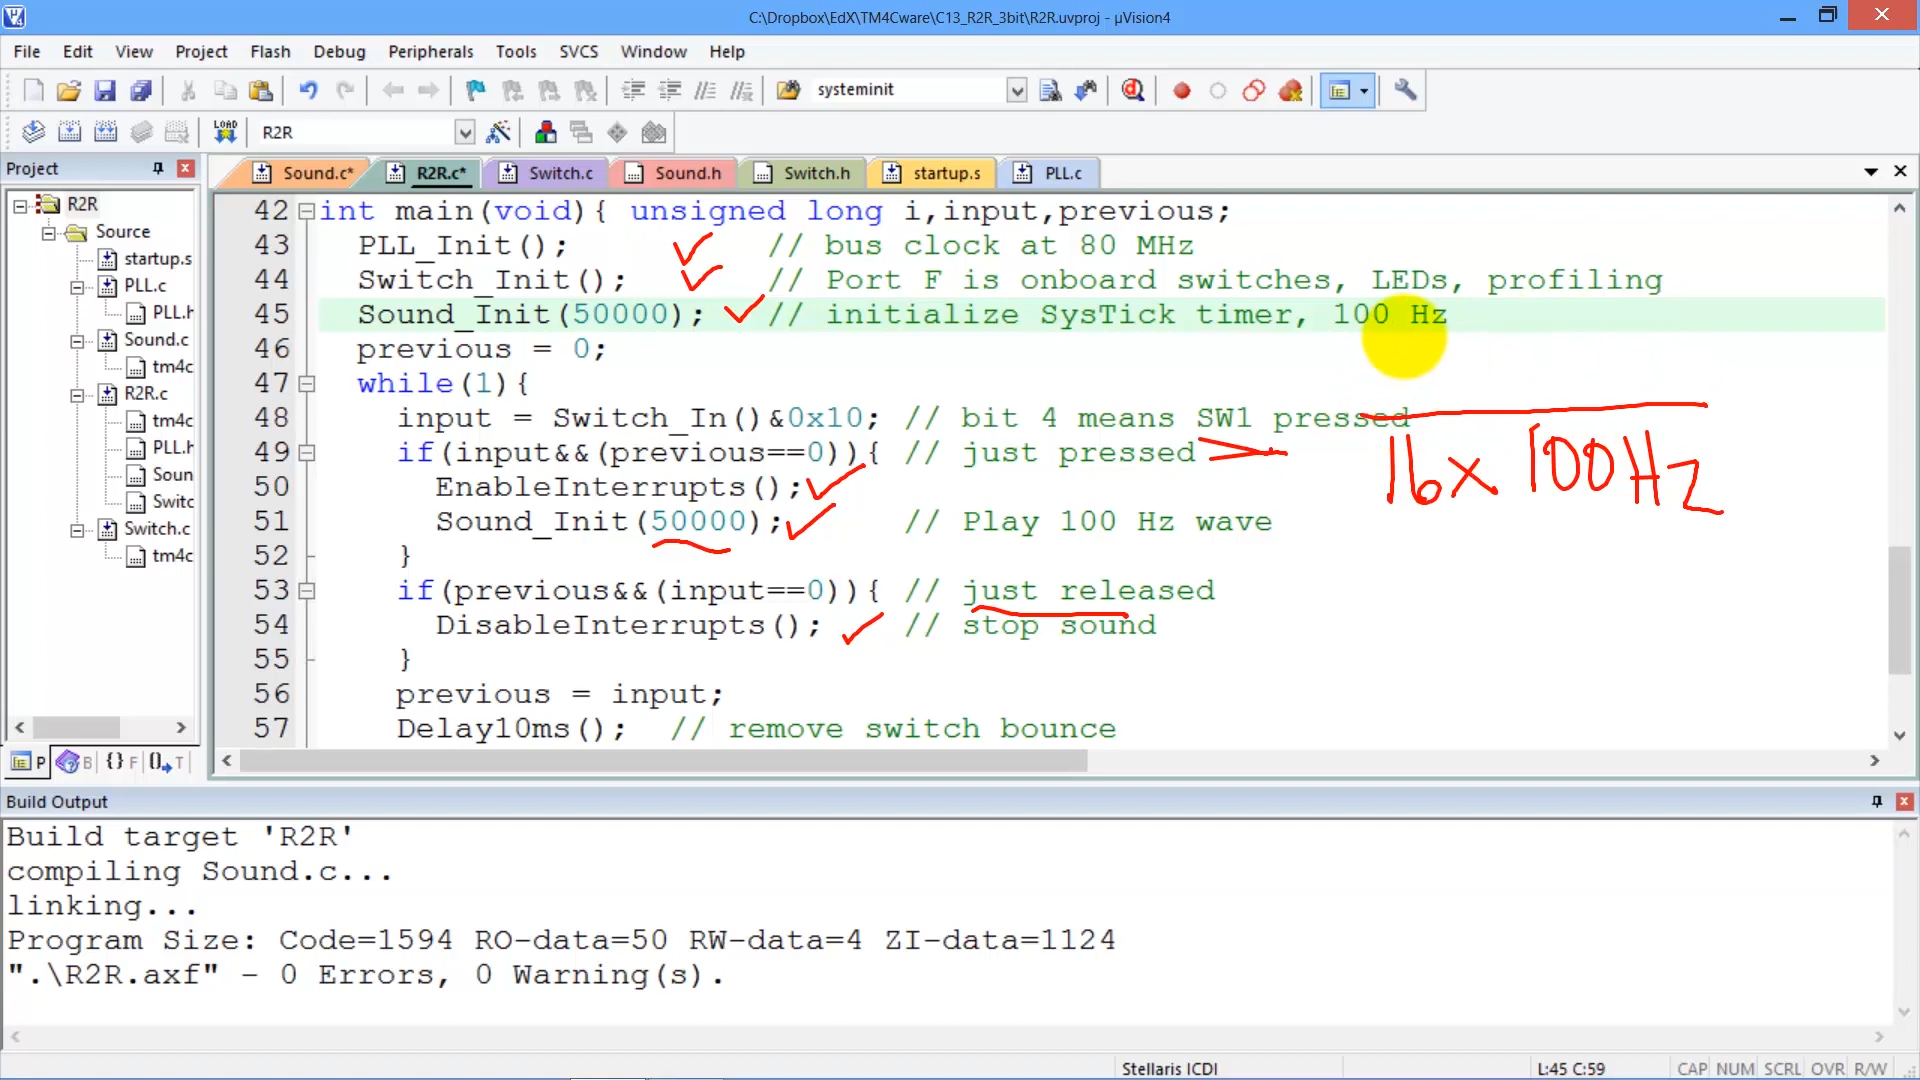 C:\Dropbox\EdX\TM4Cware\C13_R2R_3bit\R2R.uvproj - µVision4
File Edit View Project Flash Debug Peripherals Tools SVCS Window Help
systeminit
LOAD R2R
Project
Sound.c* R2R.c* Switch.c Sound.h Switch.h startup.s PLL.c
R2R
Source
startup.s
PLL.c
PLL.h
Sound.c
tm4c
R2R.c
tm4c
PLL.h
Soun
Switc
Switch.c
tm4c
P B {} F T
42 int main(void){ unsigned long i,input,previous;
43 PLL_Init(); // bus clock at 80 MHz
44 Switch_Init(); // Port F is onboard switches, LEDs, profiling
45 Sound_Init(50000); // initialize SysTick timer, 100 Hz
46 previous = 0;
47 while(1){
48 input = Switch_In()&0x10; // bit 4 means SW1 pressed
49 if(input&&(previous==0)){ // just pressed
50 EnableInterrupts();
51 Sound_Init(50000); // Play 100 Hz wave
52 }
53 if(previous&&(input==0)){ // just released
54 DisableInterrupts(); // stop sound
55 }
56 previous = input;
57 Delay10ms(); // remove switch bounce
16x 100Hz
Build Output
Build target 'R2R'
compiling Sound.c...
linking...
Program Size: Code=1594 RO-data=50 RW-data=4 ZI-data=1124
".\R2R.axf" - 0 Errors, 0 Warning(s).
Stellaris ICDI L:45 C:59 CAP NUM SCRL OVR R/W